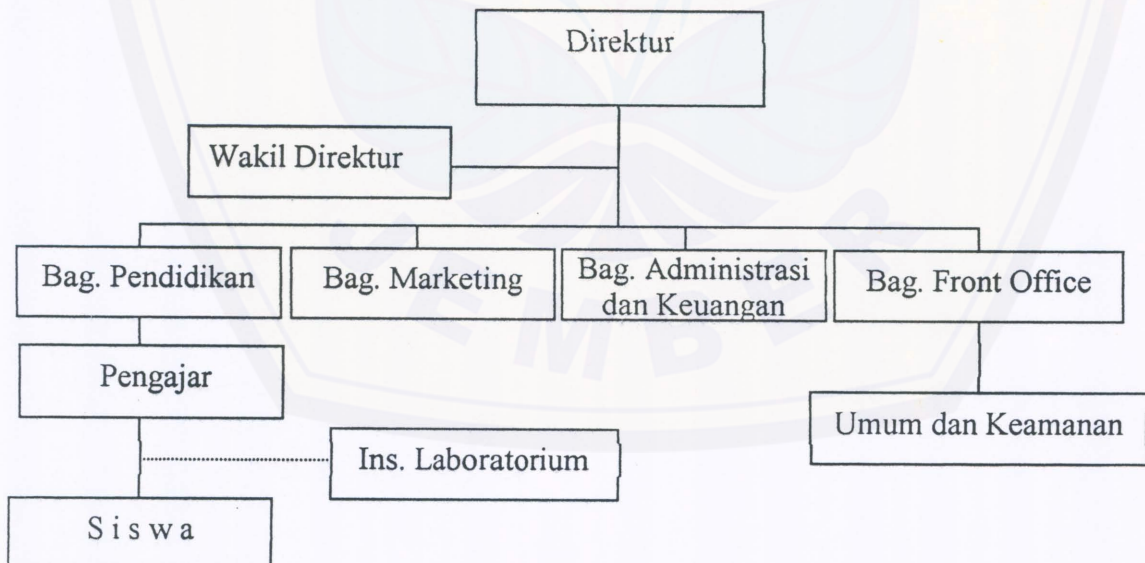 Direktur
Wakil Direktur
Bag. Pendidikan
Bag. Marketing
Bag. Administrasi
dan Keuangan
Bag. Front Office
Pengajar
Umum dan Keamanan
Ins. Laboratorium
S i s w a
JEMBER